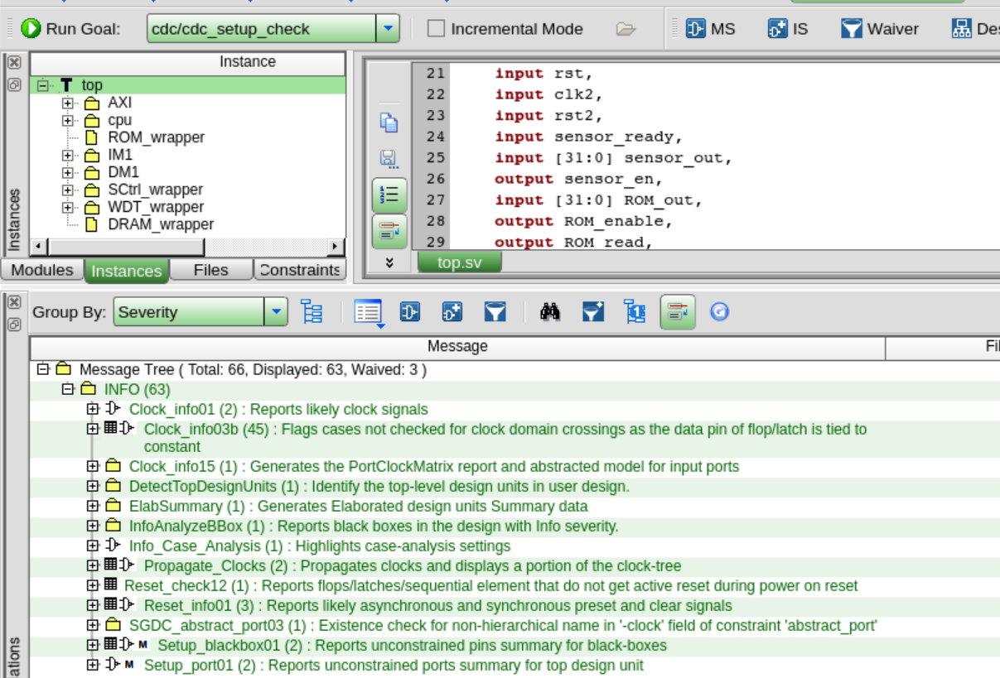 Run Goal: cdc/cdc_setup_check Incremental Mode MS IS Waiver
Instance
top
AXI
cpu
ROM_wrapper
IM1
DM1
SCtrl_wrapper
WDT_wrapper
DRAM_wrapper
Instances
Modules Instances Files Constraints
21 input rst,
22 input clk2,
23 input rst2,
24 input sensor_ready,
25 input [31:0] sensor_out,
26 output sensor_en,
27 input [31:0] ROM_out,
28 output ROM_enable,
29 output ROM_read,
top.sv
Group By: Severity
Message
Message Tree ( Total: 66, Displayed: 63, Waived: 3 )
INFO (63)
Clock_info01 (2) : Reports likely clock signals
Clock_info03b (45) : Flags cases not checked for clock domain crossings as the data pin of flop/latch is tied to
constant
Clock_info15 (1) : Generates the PortClockMatrix report and abstracted model for input ports
DetectTopDesignUnits (1) : Identify the top-level design units in user design.
ElabSummary (1) : Generates Elaborated design units Summary data
InfoAnalyzeBBox (1) : Reports black boxes in the design with Info severity.
Info_Case_Analysis (1) : Highlights case-analysis settings
Propagate_Clocks (2) : Propagates clocks and displays a portion of the clock-tree
Reset_check12 (1) : Reports flops/latches/sequential element that do not get active reset during power on reset
Reset_info01 (3) : Reports likely asynchronous and synchronous preset and clear signals
SGDC_abstract_port03 (1) : Existence check for non-hierarchical name in '-clock' field of constraint 'abstract_port'
M Setup_blackbox01 (2) : Reports unconstrained pins summary for black-boxes
M Setup_port01 (2) : Reports unconstrained ports summary for top design unit